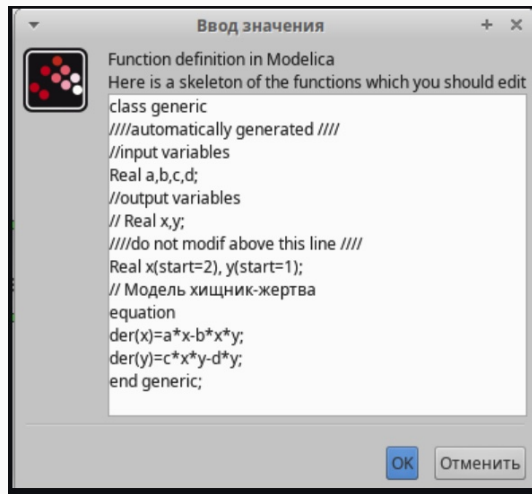 Ввод значения
Function definition in Modelica
Here is a skeleton of the functions which you should edit
class generic
////automatically generated ////
//input variables
Real a,b,c,d;
//output variables
// Real x,y;
////do not modif above this line ////
Real x(start=2), y(start=1);
// Модель хищник-жертва
equation
der(x)=a*x-b*x*y;
der(y)=c*x*y-d*y;
end generic;
OK
Отменить